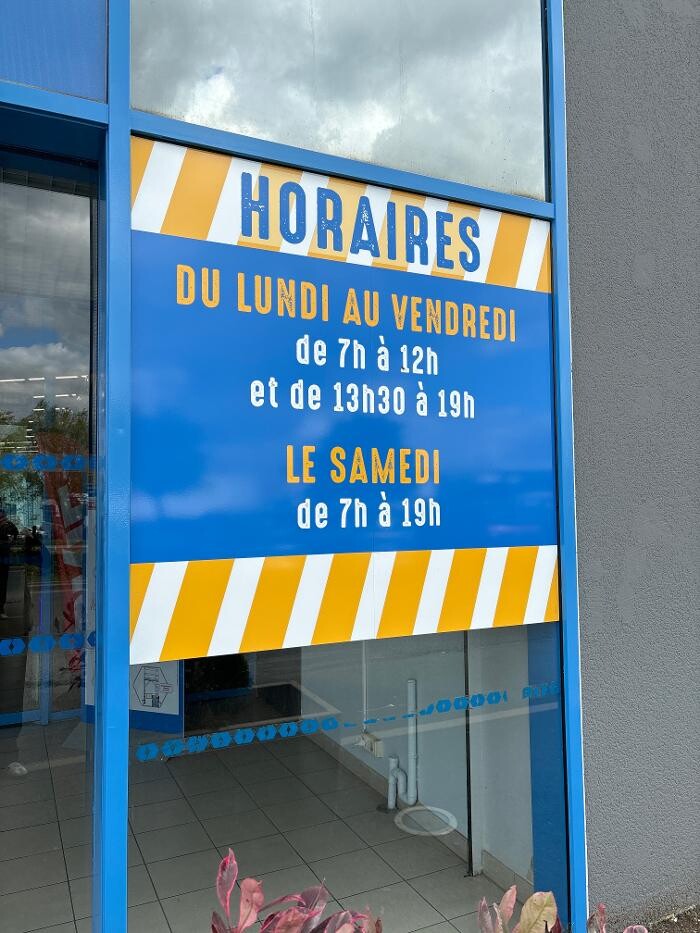 HORAIRES
DU LUNDI AU VENDREDI
de 7h à 12h
et de 13h30 à 19h
LE SAMEDI
de 7h à 19h